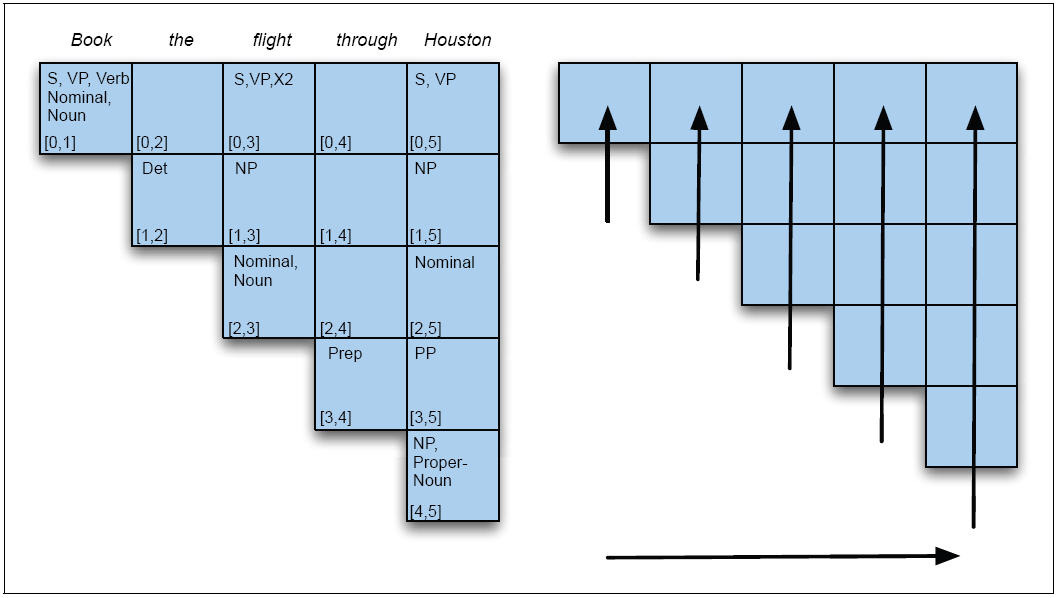 Book the flight through Houston
S, VP, Verb
Nominal,
Noun
[0,1]
[0,2]
S,VP,X2
[0,3]
[0,4]
S, VP
[0,5]
Det
[1,2]
NP
[1,3]
[1,4]
NP
[1,5]
Nominal,
Noun
[2,3]
[2,4]
Nominal
[2,5]
Prep
[3,4]
PP
[3,5]
NP,
Proper-
Noun
[4,5]